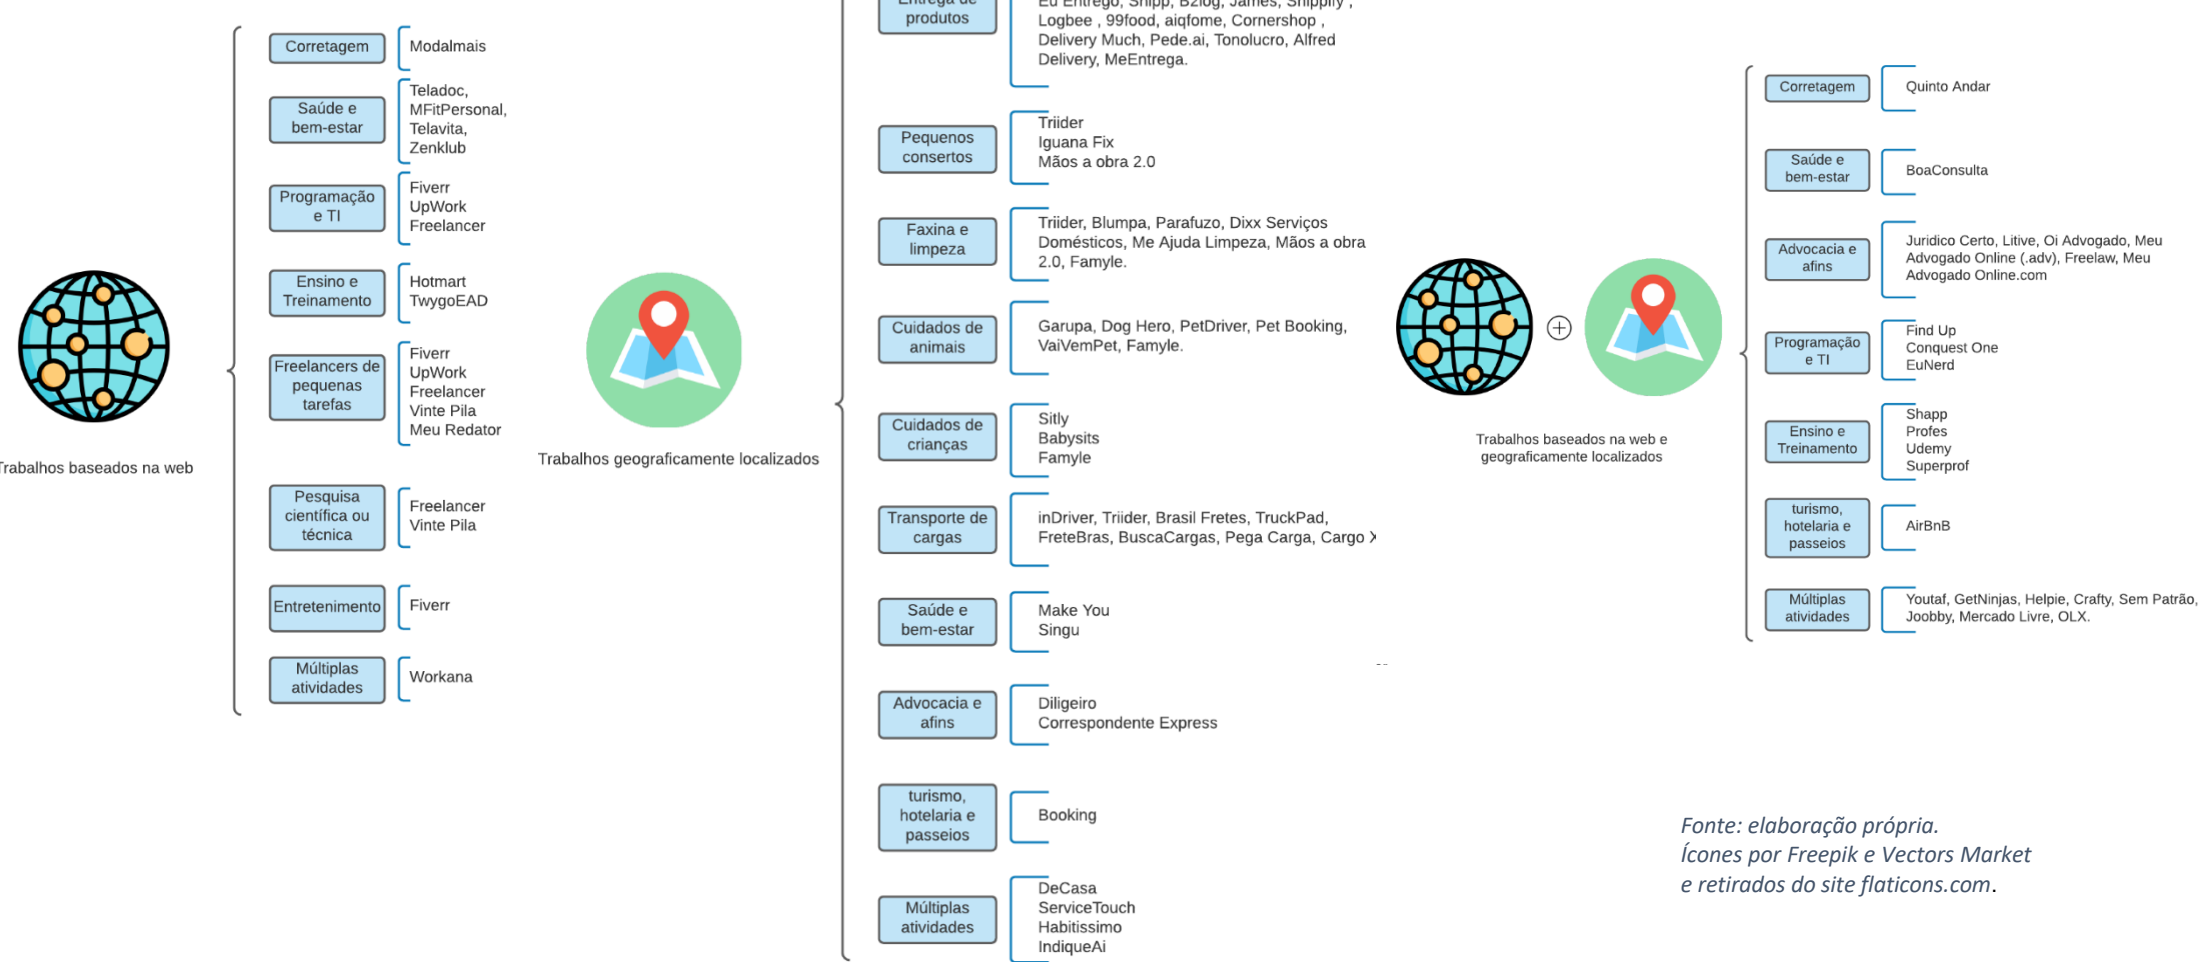 Corretagem
Modalmais
Saúde e
bem-estar
Teladoc,
MFitPersonal,
Telavita,
Zenklub
Programação
e TI
Fiverr
UpWork
Freelancer
Ensino e
Treinamento
Hotmart
TwygoEAD
Freelancers de
pequenas
tarefas
Fiverr
UpWork
Freelancer
Vinte Pila
Meu Redator
Trabalhos baseados na web
Pesquisa
científica ou
técnica
Freelancer
Vinte Pila
Entretenimento
Fiverr
Múltiplas
atividades
Workana
Entrega de
produtos
Eu Entrego, Shipp, B2log, James, Shippify ,
Logbee , 99food, aiqfome, Cornershop ,
Delivery Much, Pede.ai, Tonolucro, Alfred
Delivery, MeEntrega.
Pequenos
consertos
Triider
Iguana Fix
Mãos a obra 2.0
Faxina e
limpeza
Triider, Blumpa, Parafuzo, Dixx Serviços
Domésticos, Me Ajuda Limpeza, Mãos a obra
2.0, Famyle.
Cuidados de
animais
Garupa, Dog Hero, PetDriver, Pet Booking,
VaiVemPet, Famyle.
Cuidados de
crianças
Sitly
Babysits
Famyle
Trabalhos geograficamente localizados
Transporte de
cargas
inDriver, Triider, Brasil Fretes, TruckPad,
FreteBras, BuscaCargas, Pega Carga, Cargo X
Saúde e
bem-estar
Make You
Singu
Advocacia e
afins
Diligeiro
Correspondente Express
turismo,
hotelaria e
passeios
Booking
Múltiplas
atividades
DeCasa
ServiceTouch
Habitissimo
IndiqueAi
Corretagem
Quinto Andar
Saúde e
bem-estar
BoaConsulta
Advocacia e
afins
Juridico Certo, Litive, Oi Advogado, Meu
Advogado Online (.adv), Freelaw, Meu
Advogado Online.com
Programação
e TI
Find Up
Conquest One
EuNerd
Trabalhos baseados na web e
geograficamente localizados
Ensino e
Treinamento
Shapp
Profes
Udemy
Superprof
turismo,
hotelaria e
passeios
AirBnB
Múltiplas
atividades
Youtaf, GetNinjas, Helpie, Crafty, Sem Patrão,
Joobby, Mercado Livre, OLX.
Fonte: elaboração própria.
Ícones por Freepik e Vectors Market
e retirados do site flaticons.com.